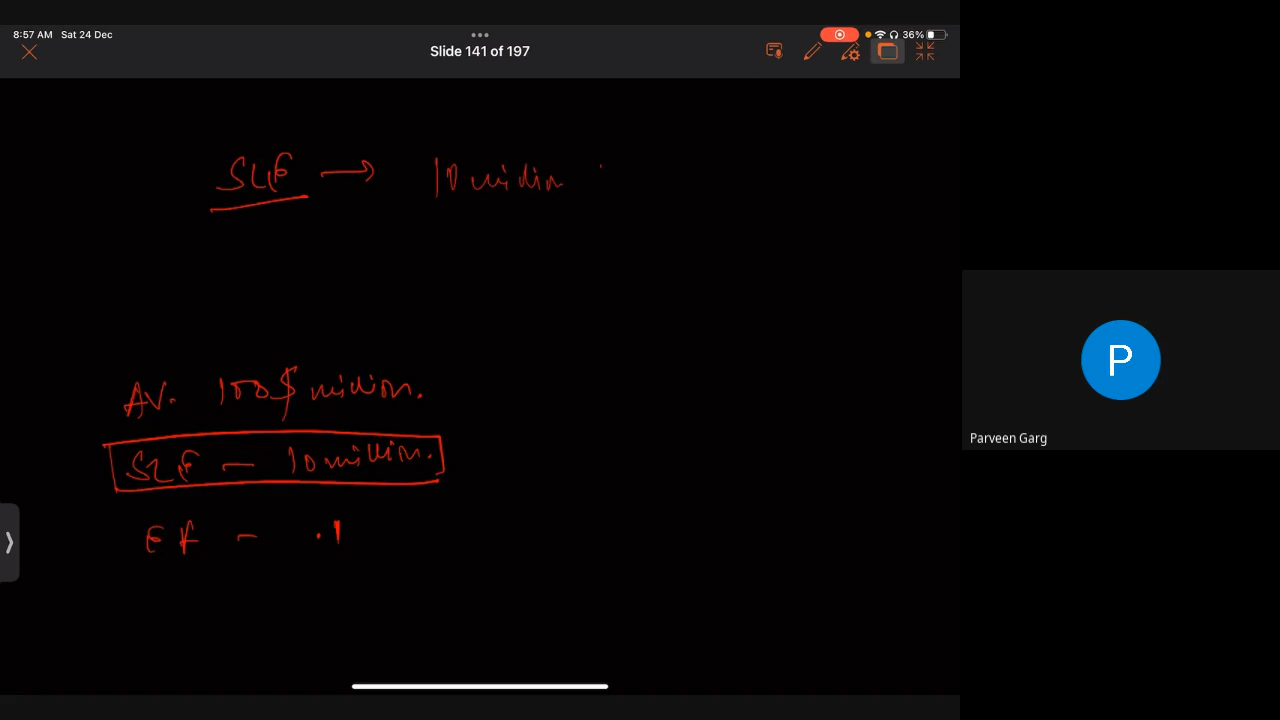 8:57 AM Sat 24 Dec
36%
Slide 141 of 197
SLE → 10 million
AV. 100$ million.
SLE - 10 million.
EF - .1
P
Parveen Garg